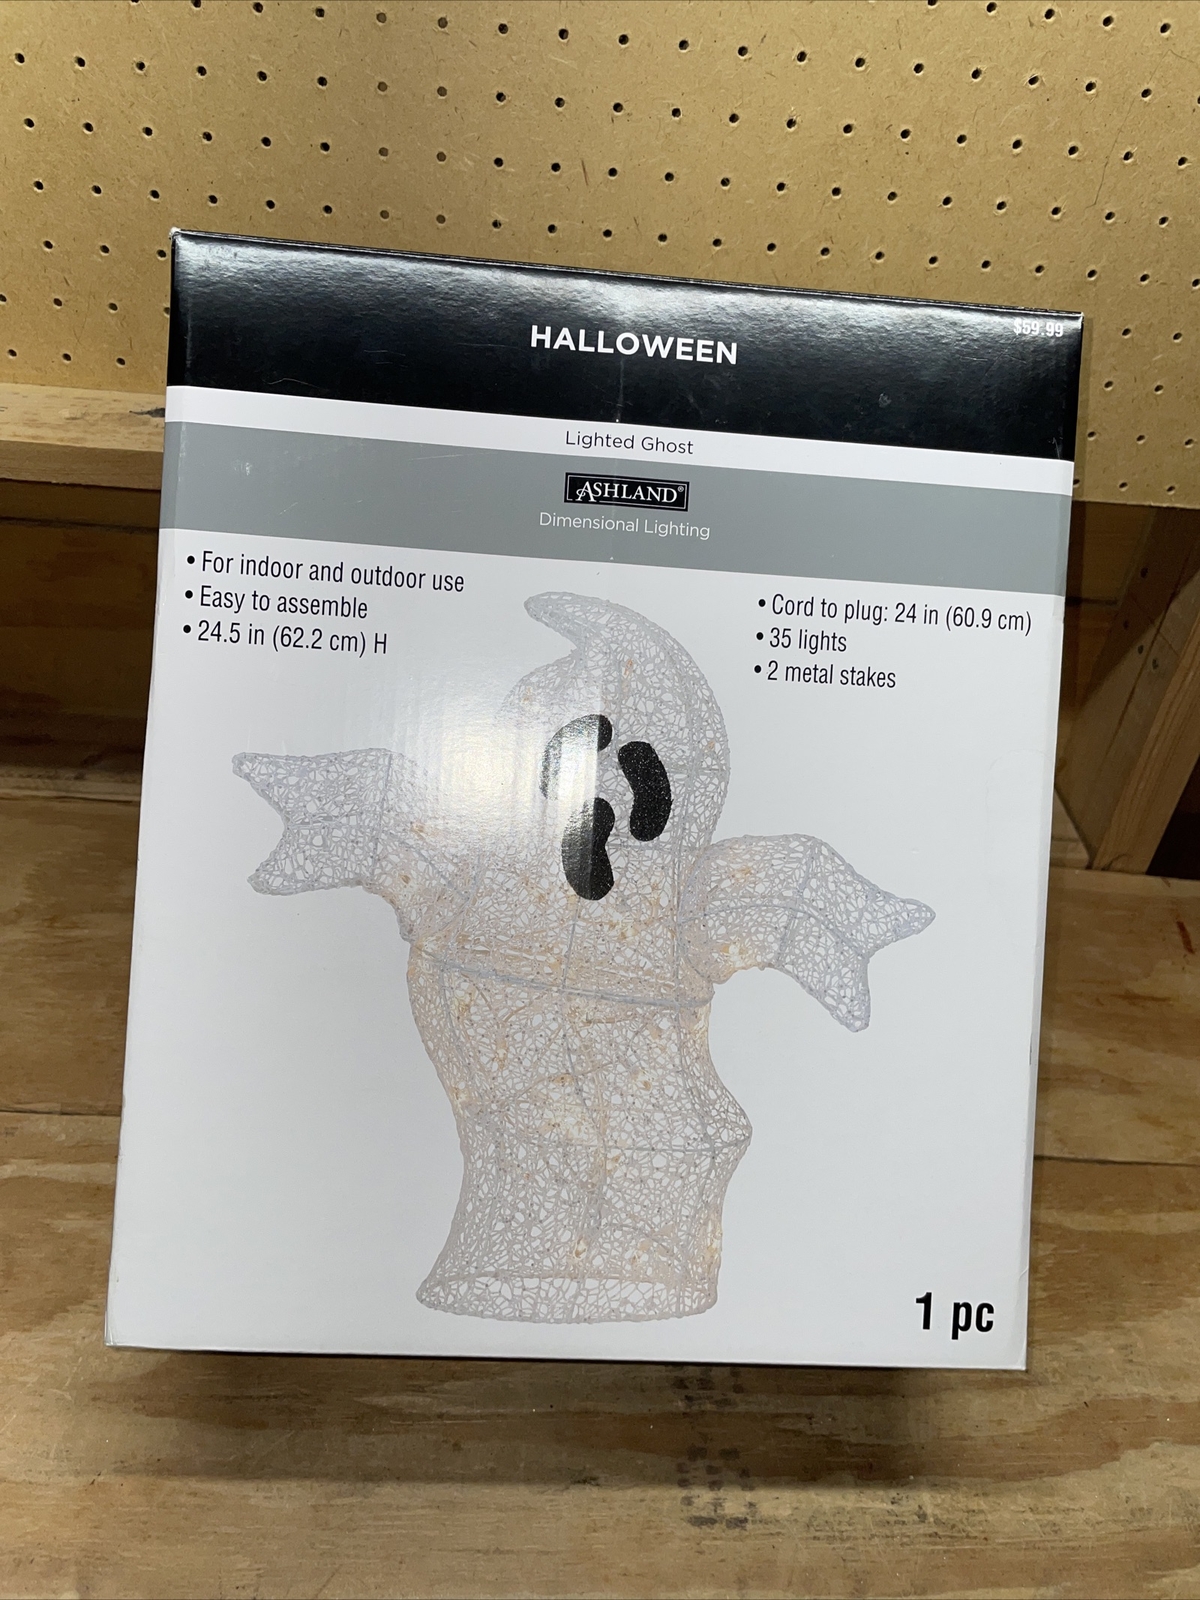 $59.99
HALLOWEEN
Lighted Ghost
ASHLAND®
Dimensional Lighting
• For indoor and outdoor use
• Easy to assemble
• 24.5 in (62.2 cm) H
• Cord to plug: 24 in (60.9 cm)
• 35 lights
• 2 metal stakes
1 pc